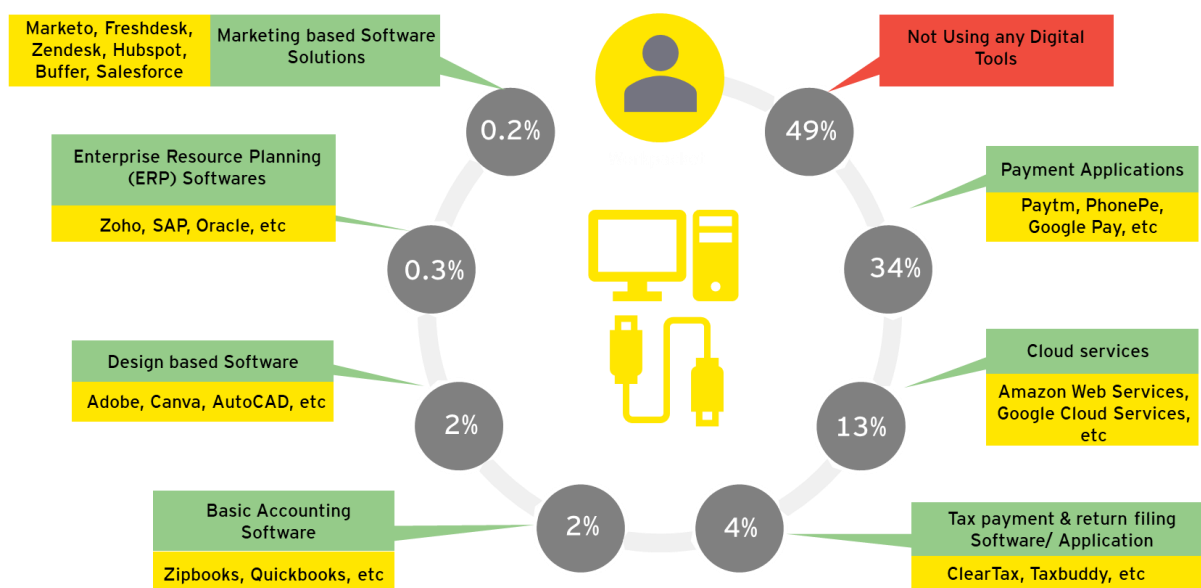 Marketo, Freshdesk,
Zendesk, Hubspot,
Buffer, Salesforce
Marketing based Software
Solutions
0.2%
Not Using any Digital
Tools
49%
Enterprise Resource Planning
(ERP) Softwares
Zoho, SAP, Oracle, etc
0.3%
Payment Applications
Paytm, PhonePe,
Google Pay, etc
34%
Design based Software
Adobe, Canva, AutoCAD, etc
2%
Cloud services
Amazon Web Services,
Google Cloud Services,
etc
13%
Basic Accounting
Software
Zipbooks, Quickbooks, etc
2%
4%
Tax payment & return filing
Software/ Application
ClearTax, Taxbuddy, etc